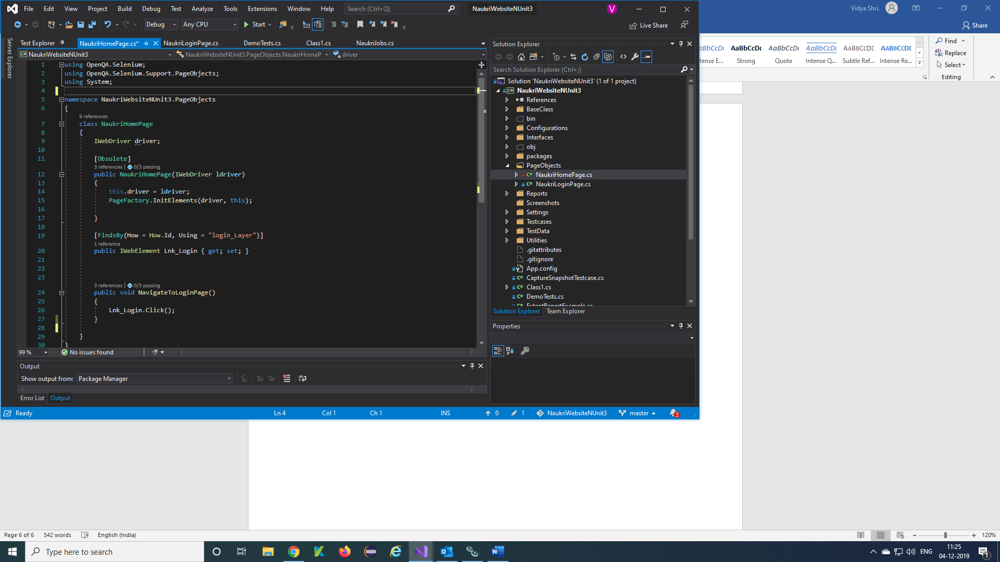 File Edit View Project Build Debug Test Analyze Tools Extensions Window Help Search (Ctrl+Q) NaukriWebsiteNUnit3 V
Vidya Shri.
Debug Any CPU Start Live Share
Share
Server Explorer
Test Explorer NaukriHomePage.cs* NaukriLoginPage.cs DemoTests.cs Class1.cs NaukriJobs.cs
NaukriWebsiteNUnit3 NaukriWebsiteNUnit3.PageObjects.NaukriHomeP driver
1 using OpenQA.Selenium;
2 using OpenQA.Selenium.Support.PageObjects;
3 using System;
4
5 namespace NaukriWebsiteNUnit3.PageObjects
6 {
6 references
7 class NaukriHomePage
8 {
9 IWebDriver driver;
10
11 [Obsolete]
3 references | 0/3 passing
12 public NaukriHomePage(IWebDriver ldriver)
13 {
14 this.driver = ldriver;
15 PageFactory.InitElements(driver, this);
16
17 }
18
19 [FindsBy(How = How.Id, Using = "login_Layer")]
1 reference
20 public IWebElement Lnk_Login { get; set; }
21
22
23
3 references | 0/3 passing
24 public void NavigateToLoginPage()
25 {
26 Lnk_Login.Click();
27 }
28
29 }
30 }
99 % No issues found
Output
Show output from: Package Manager
Error List Output
Solution Explorer
Search Solution Explorer (Ctrl+;)
Solution 'NaukriWebsiteNUnit3' (1 of 1 project)
NaukriWebsiteNUnit3
References
BaseClass
bin
Configurations
Interfaces
obj
packages
PageObjects
NaukriHomePage.cs
NaukriLoginPage.cs
Reports
Screenshots
Settings
Testcases
TestData
Utilities
.gitattributes
.gitignore
App.config
CaptureSnapshotTestcase.cs
Class1.cs
DemoTests.cs
ExtentReportExample.cs
Solution Explorer Team Explorer
Properties
Ready Ln 4 Col 1 Ch 1 INS 0 1 NaukriWebsiteNUnit3 master 3
BbCcDc AaBbCcDc AaBbCcDc AaBbCcDc AABBCCDE AABBCCDE
tense E... Strong Quote Intense Q... Subtle Ref... Intense Re...
Find
Replace
Select
Editing
Page 6 of 6 542 words English (India) 120%
Type here to search
ENG 11:25
04-12-2019 1